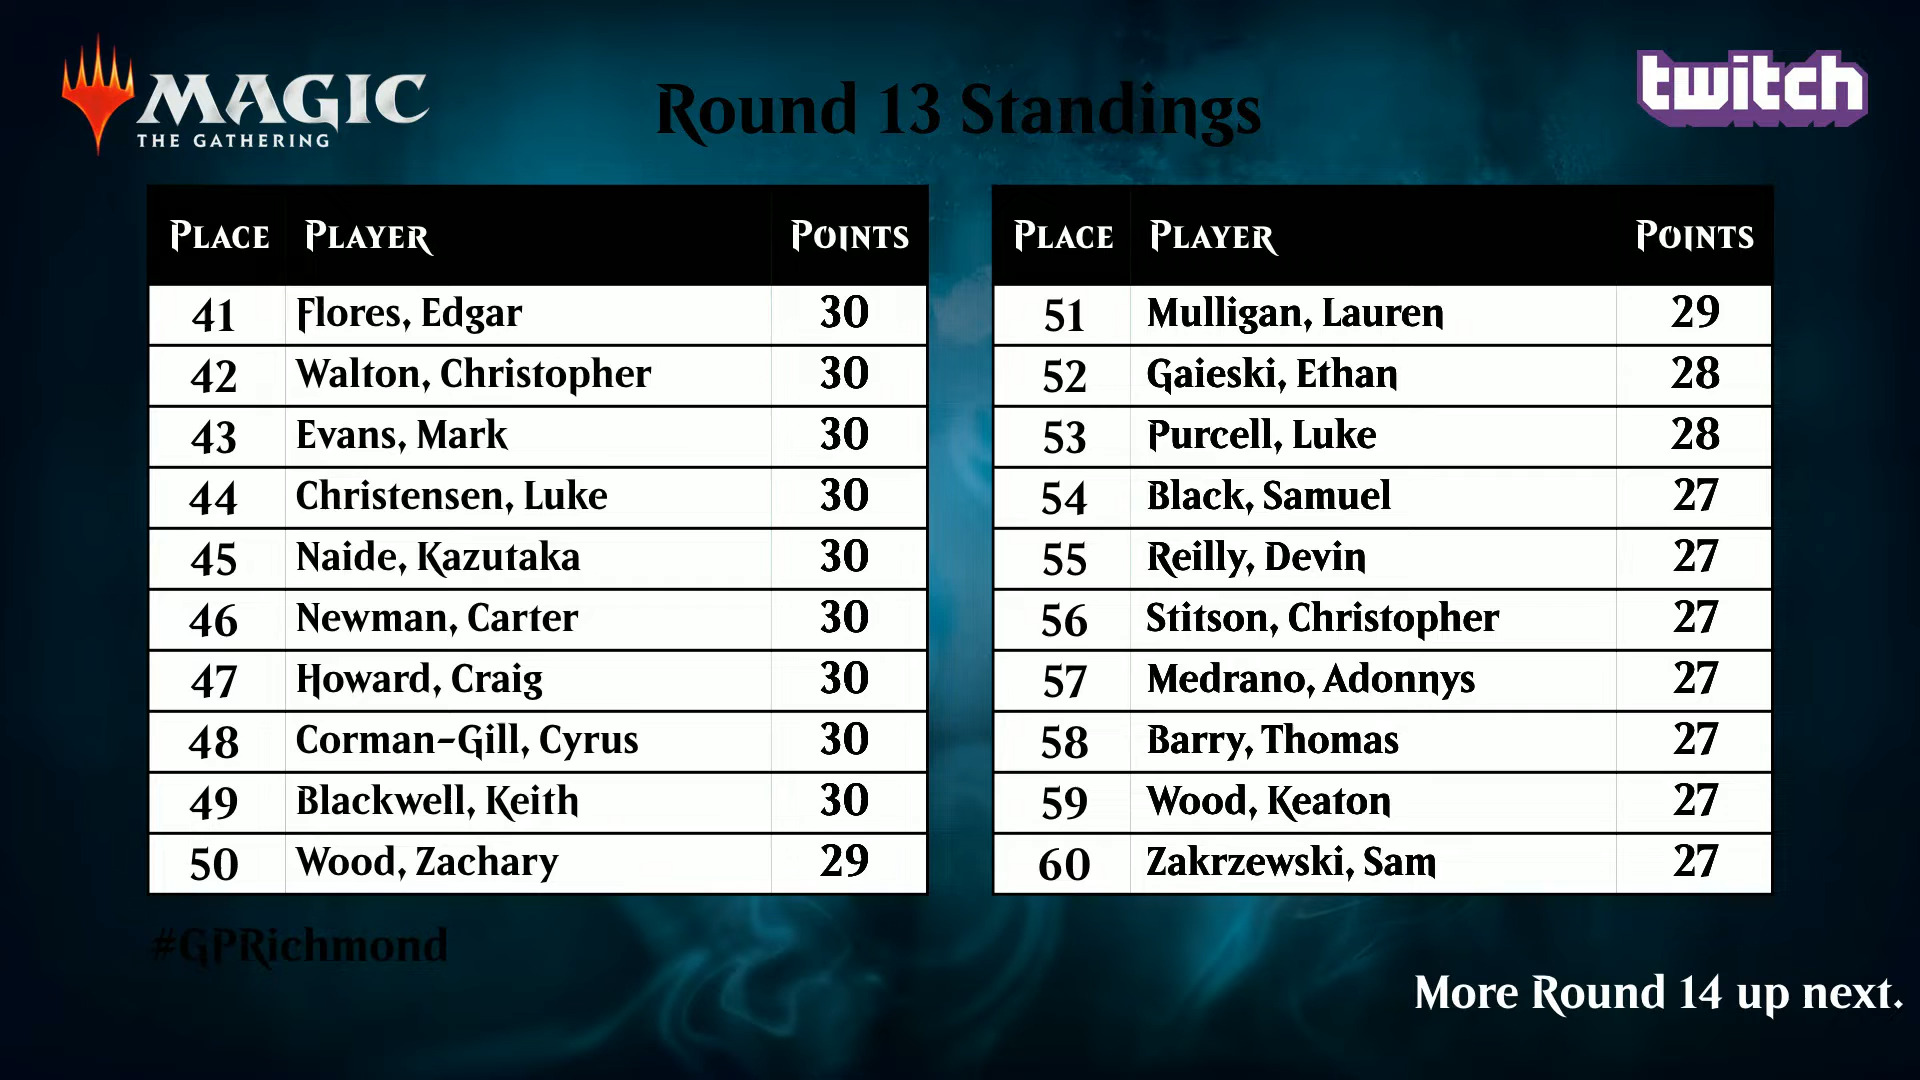 MAGIC
THE GATHERING
Round 13 Standings
twitch
PLACE PLAYER POINTS
41 Flores, Edgar 30
42 Walton, Christopher 30
43 Evans, Mark 30
44 Christensen, Luke 30
45 Naide, Kazutaka 30
46 Newman, Carter 30
47 Howard, Craig 30
48 Corman-Gill, Cyrus 30
49 Blackwell, Keith 30
50 Wood, Zachary 29
PLACE PLAYER POINTS
51 Mulligan, Lauren 29
52 Gaieski, Ethan 28
53 Purcell, Luke 28
54 Black, Samuel 27
55 Reilly, Devin 27
56 Stitson, Christopher 27
57 Medrano, Adonnys 27
58 Barry, Thomas 27
59 Wood, Keaton 27
60 Zakrzewski, Sam 27
#GPRichmond
More Round 14 up next.